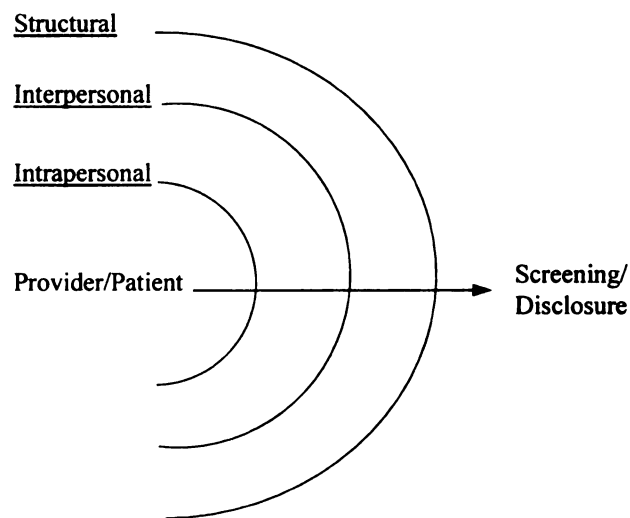 Structural
Interpersonal
Intrapersonal
Provider/Patient
Screening/
Disclosure